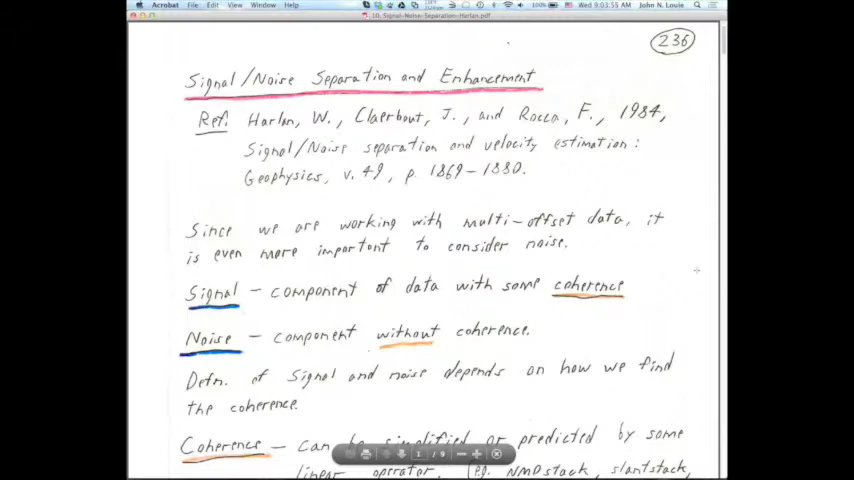 Acrobat File Edit View Window Help 100% Wed 9:03:55 AM John N. Louie
10. Signal-Noise-Separation-Harlan.pdf
236
Signal/Noise Separation and Enhancement
Ref: Harlan, W., Claerbout, J., and Rocca, F., 1984,
Signal/Noise separation and velocity estimation:
Geophysics, v. 49, p. 1869-1880.
Since we are working with multi-offset data, it
is even more important to consider noise.
Signal - component of data with some coherence
Noise - component without coherence.
Defn. of signal and noise depends on how we find
the coherence.
Coherence - can be simplified or predicted by some
1 / 9
linear operator. (e.g. NMO stack, slantstack,